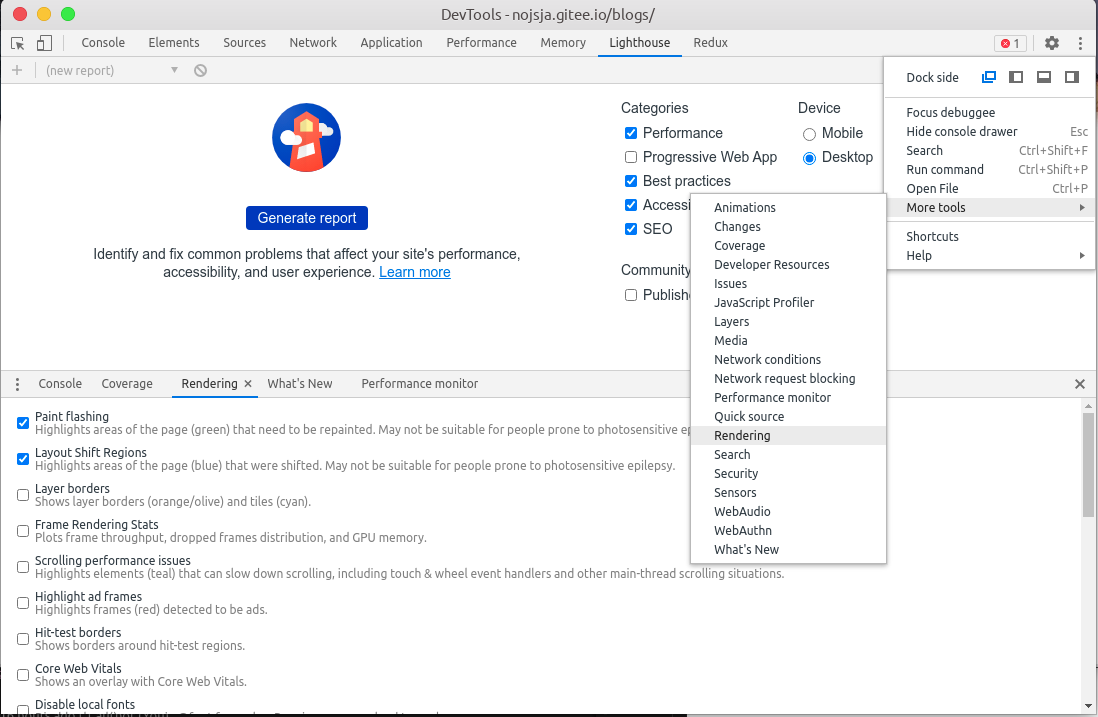 DevTools - nojsja.gitee.io/blogs/
Console Elements Sources Network Application Performance Memory Lighthouse Redux 1
(new report)
Generate report
Identify and fix common problems that affect your site's performance,
accessibility, and user experience. Learn more
Categories
Performance
Progressive Web App
Best practices
Accessi
SEO
Community
Publishe
Device
Mobile
Desktop
Dock side
Focus debuggee
Hide console drawer Esc
Search Ctrl+Shift+F
Run command Ctrl+Shift+P
Open File Ctrl+P
More tools
Shortcuts
Help
Animations
Changes
Coverage
Developer Resources
Issues
JavaScript Profiler
Layers
Media
Network conditions
Network request blocking
Performance monitor
Quick source
Rendering
Search
Security
Sensors
WebAudio
WebAuthn
What's New
Console Coverage Rendering What's New Performance monitor
Paint flashing
Highlights areas of the page (green) that need to be repainted. May not be suitable for people prone to photosensitive ep
Layout Shift Regions
Highlights areas of the page (blue) that were shifted. May not be suitable for people prone to photosensitive epilepsy.
Layer borders
Shows layer borders (orange/olive) and tiles (cyan).
Frame Rendering Stats
Plots frame throughput, dropped frames distribution, and GPU memory.
Scrolling performance issues
Highlights elements (teal) that can slow down scrolling, including touch & wheel event handlers and other main-thread scrolling situations.
Highlight ad frames
Highlights frames (red) detected to be ads.
Hit-test borders
Shows borders around hit-test regions.
Core Web Vitals
Shows an overlay with Core Web Vitals.
Disable local fonts